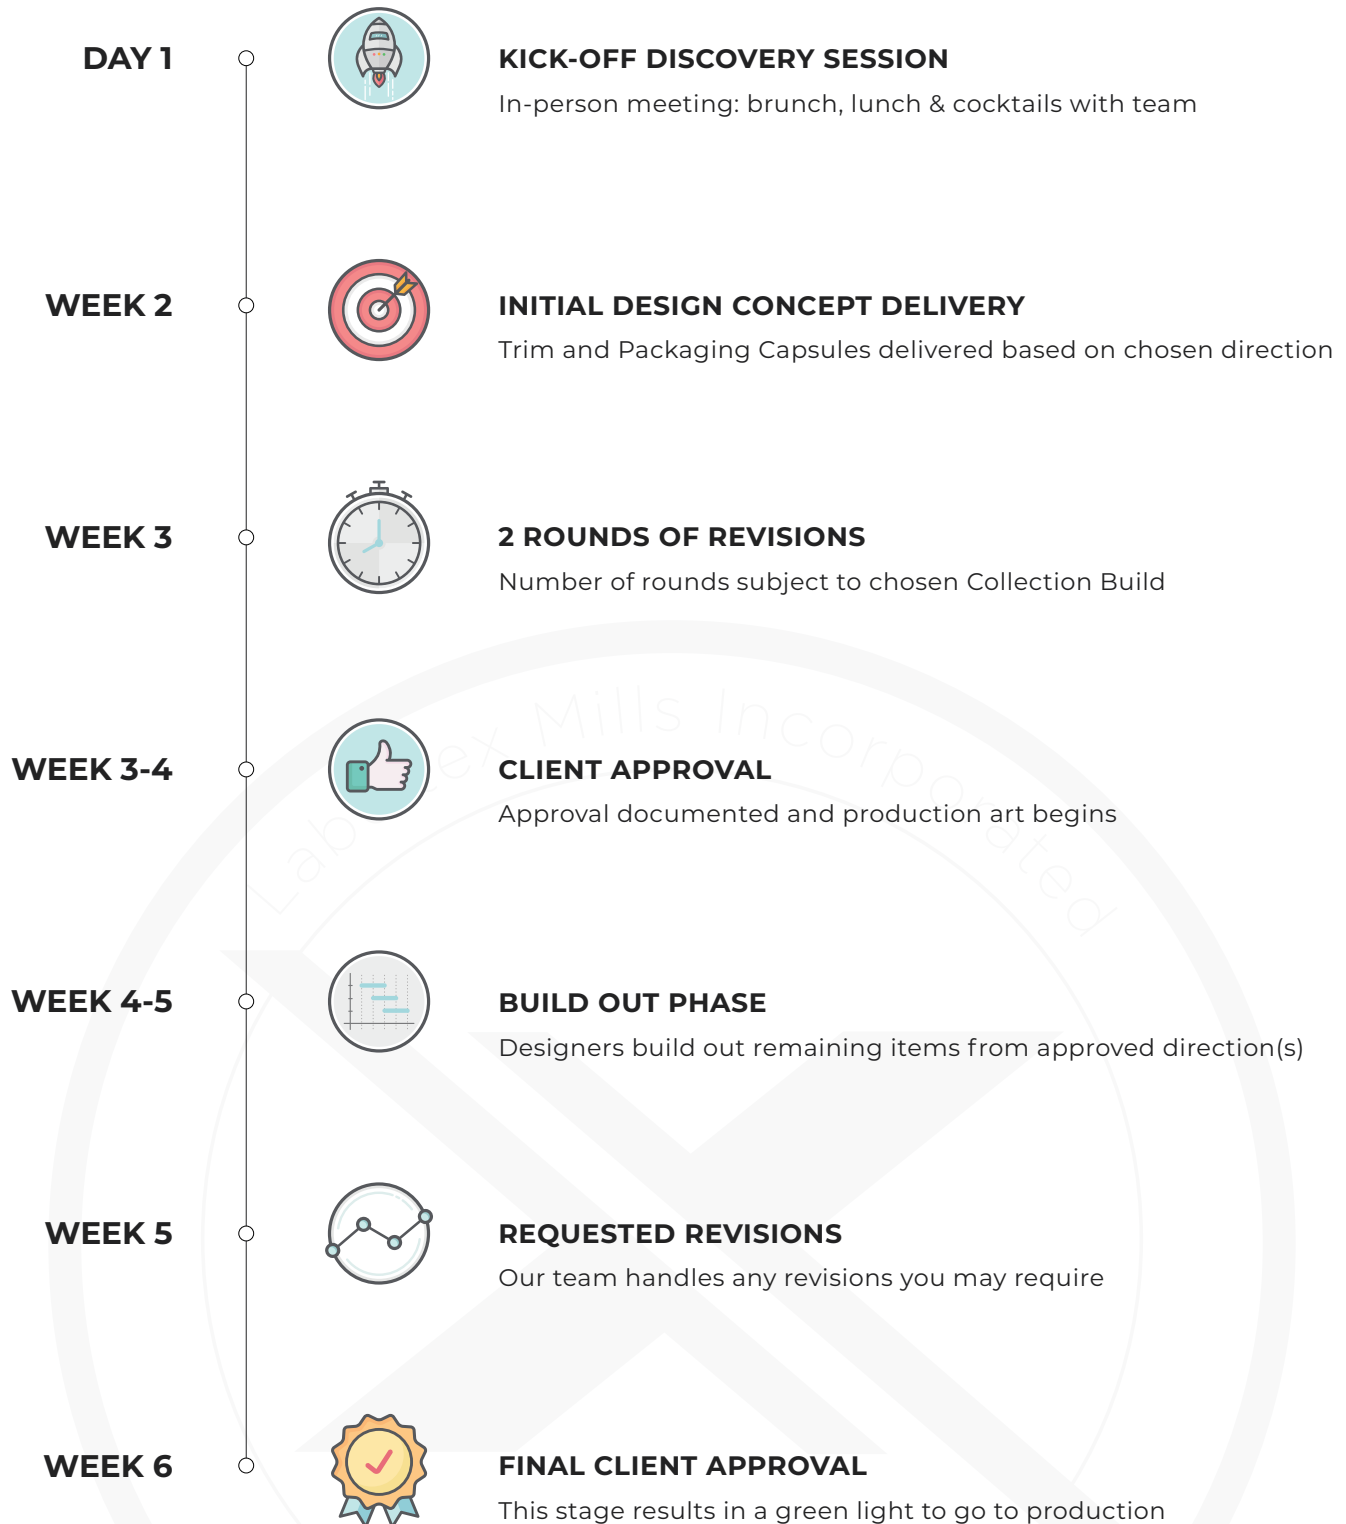 DAY 1
KICK-OFF DISCOVERY SESSION
In-person meeting: brunch, lunch & cocktails with team
WEEK 2
INITIAL DESIGN CONCEPT DELIVERY
Trim and Packaging Capsules delivered based on chosen direction
WEEK 3
2 ROUNDS OF REVISIONS
Number of rounds subject to chosen Collection Build
Mills Incorporated
WEEK 3-4
CLIENT APPROVAL
Approval documented and production art begins
WEEK 4-5
BUILD OUT PHASE
Designers build out remaining items from approved direction(s)
WEEK 5
REQUESTED REVISIONS
Our team handles any revisions you may require
WEEK 6
FINAL CLIENT APPROVAL
This stage results in a green light to go to production